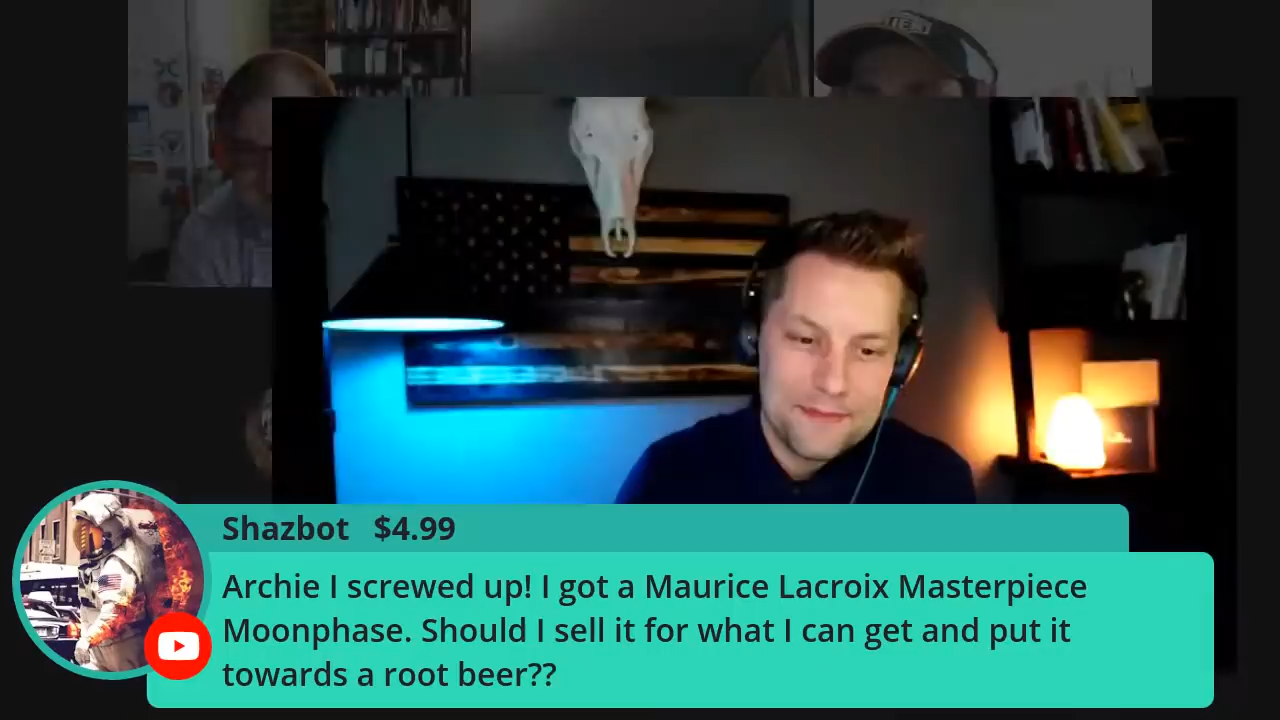 Shazbot $4.99
Archie I screwed up! I got a Maurice Lacroix Masterpiece
Moonphase. Should I sell it for what I can get and put it
towards a root beer??